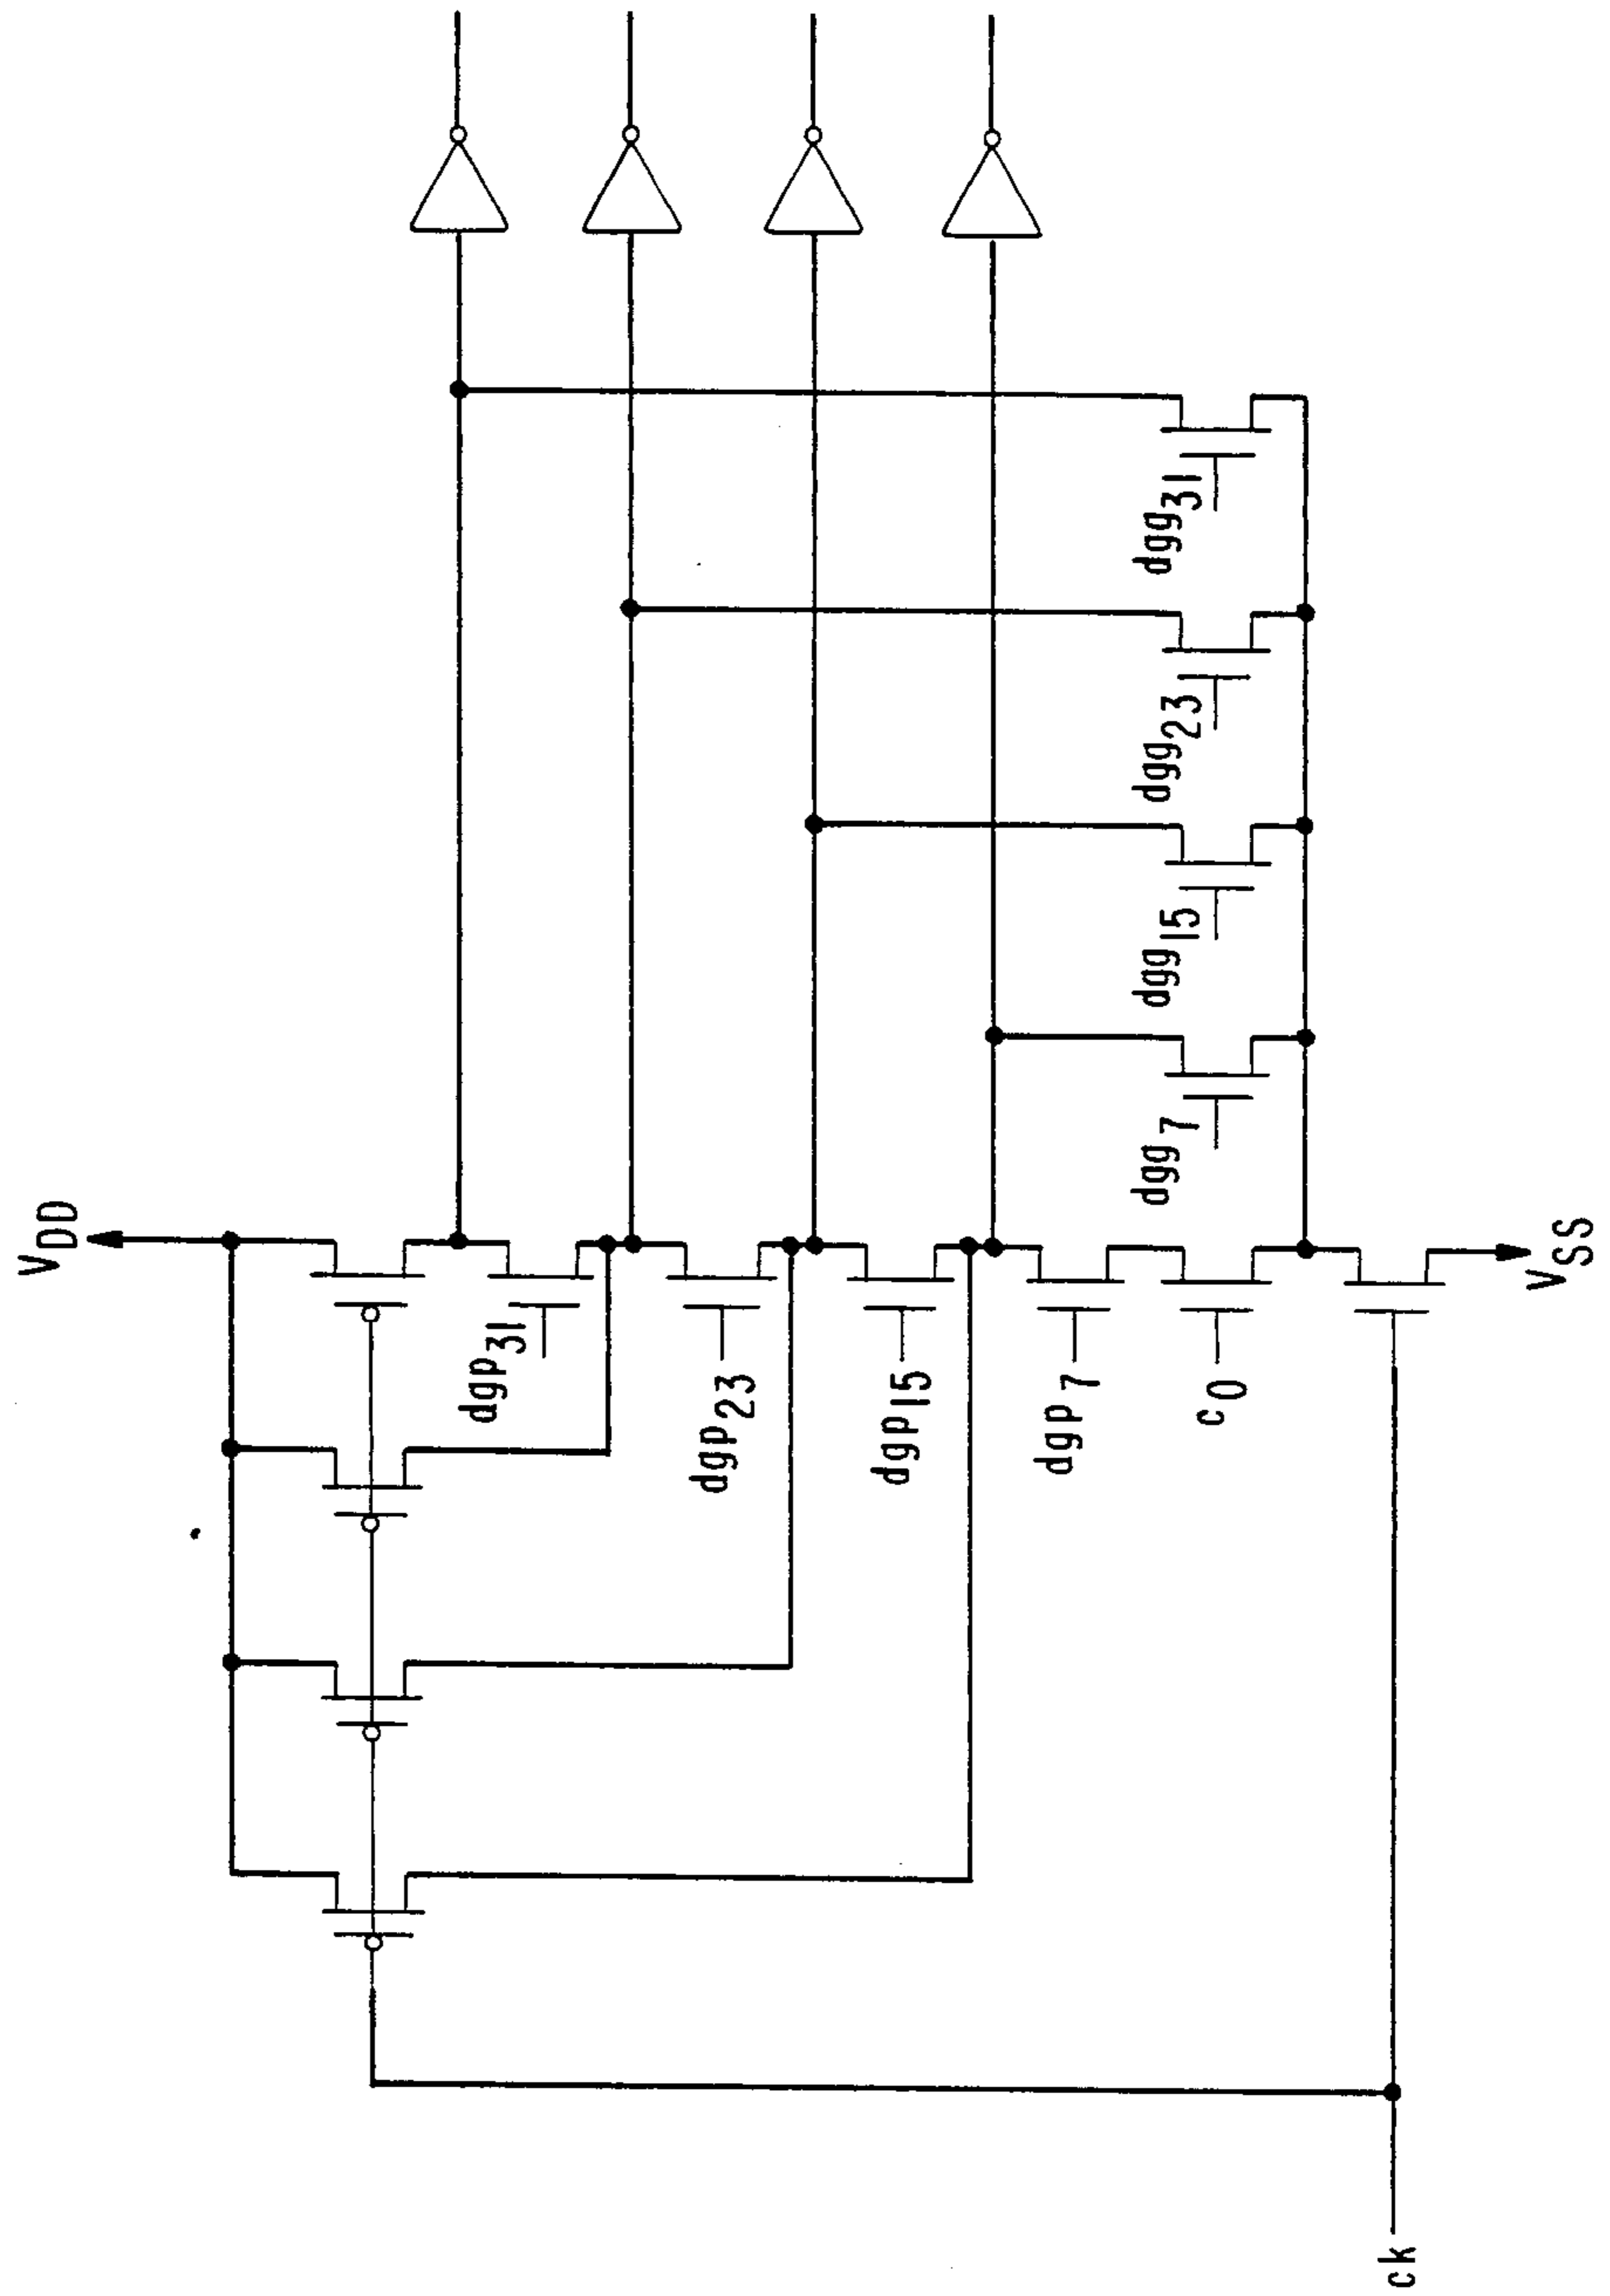 V_DD
dgp_31
dgp_23
dgp_15
dgp_7
c_0
dgg_7
dgg_15
dgg_23
dgg_31
V_SS
ck